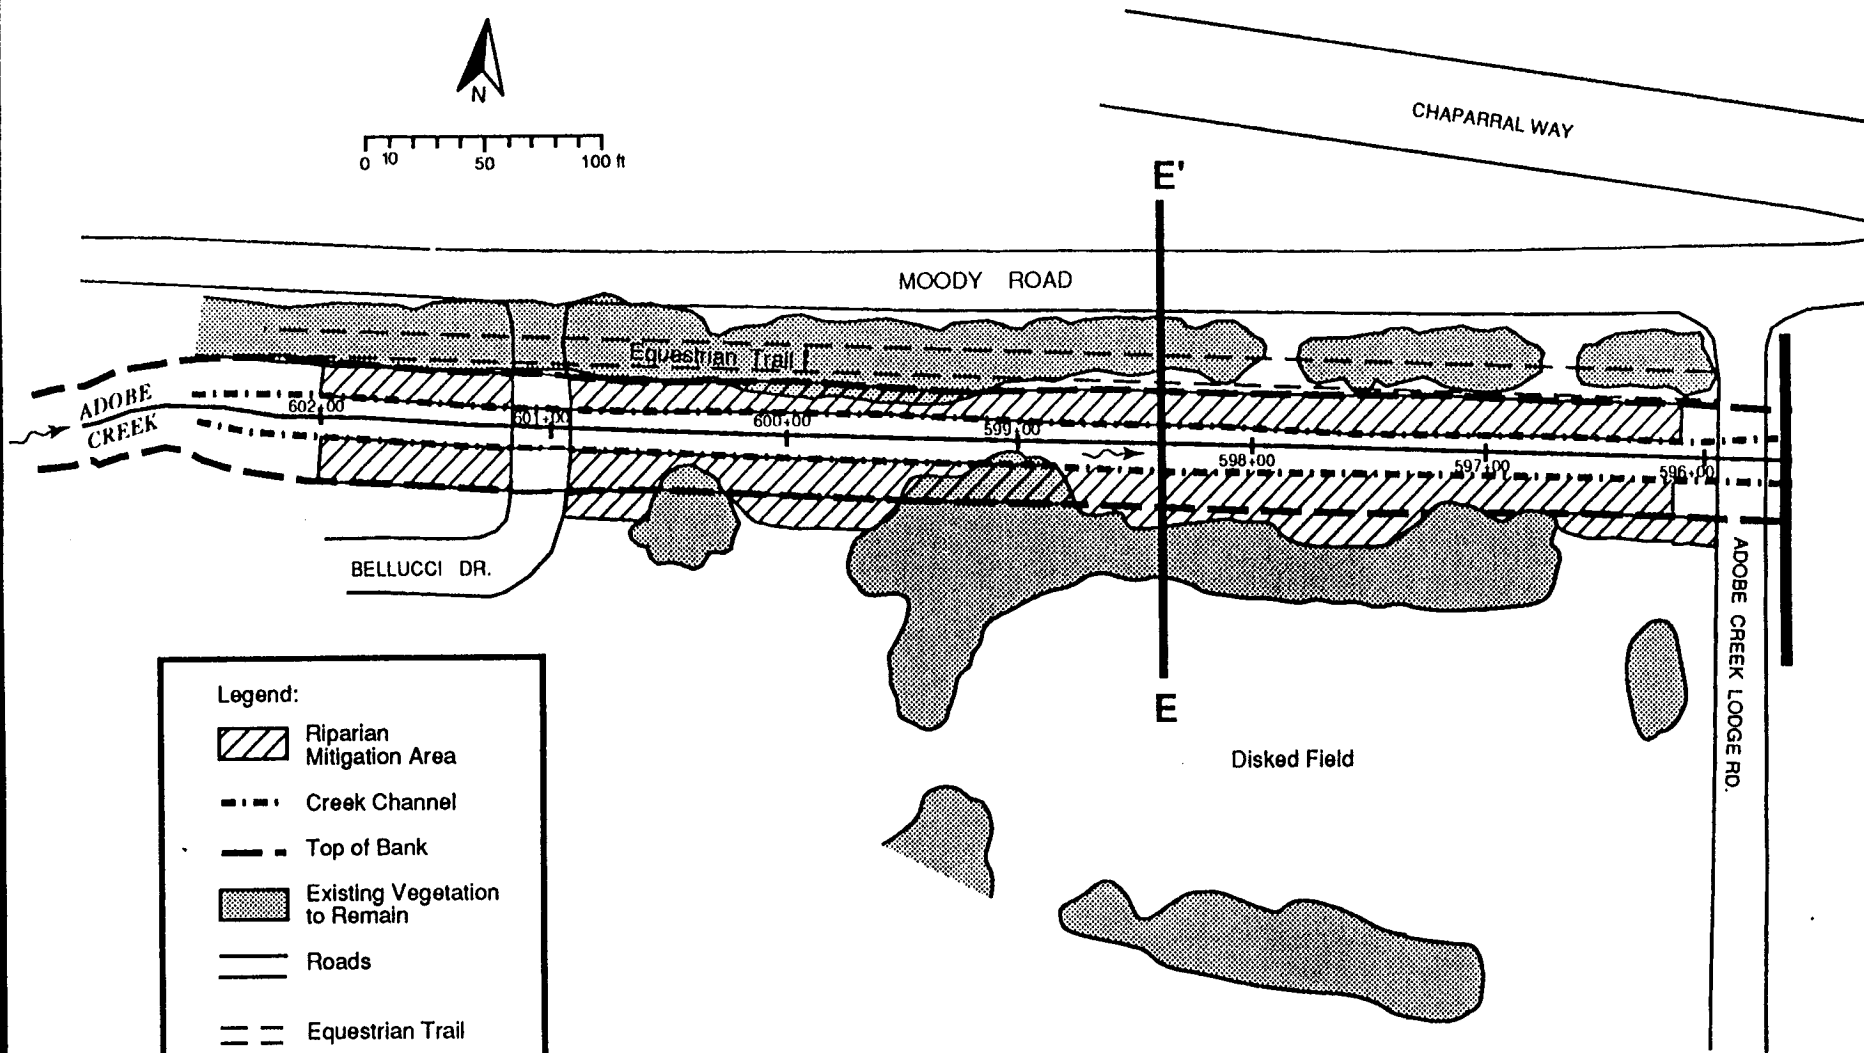 CHAPARRAL WAY
N
0 10 50 100 ft
E'
MOODY ROAD
Equestrian Trail
ADOBE
CREEK
602+00
601+00
600+00
599+00
598+00
597+00
596+00
BELLUCCI DR.
E
ADOBE CREEK LODGE RD.
Disked Field
Legend:
Riparian
Mitigation Area
Creek Channel
Top of Bank
Existing Vegetation
to Remain
Roads
Equestrian Trail